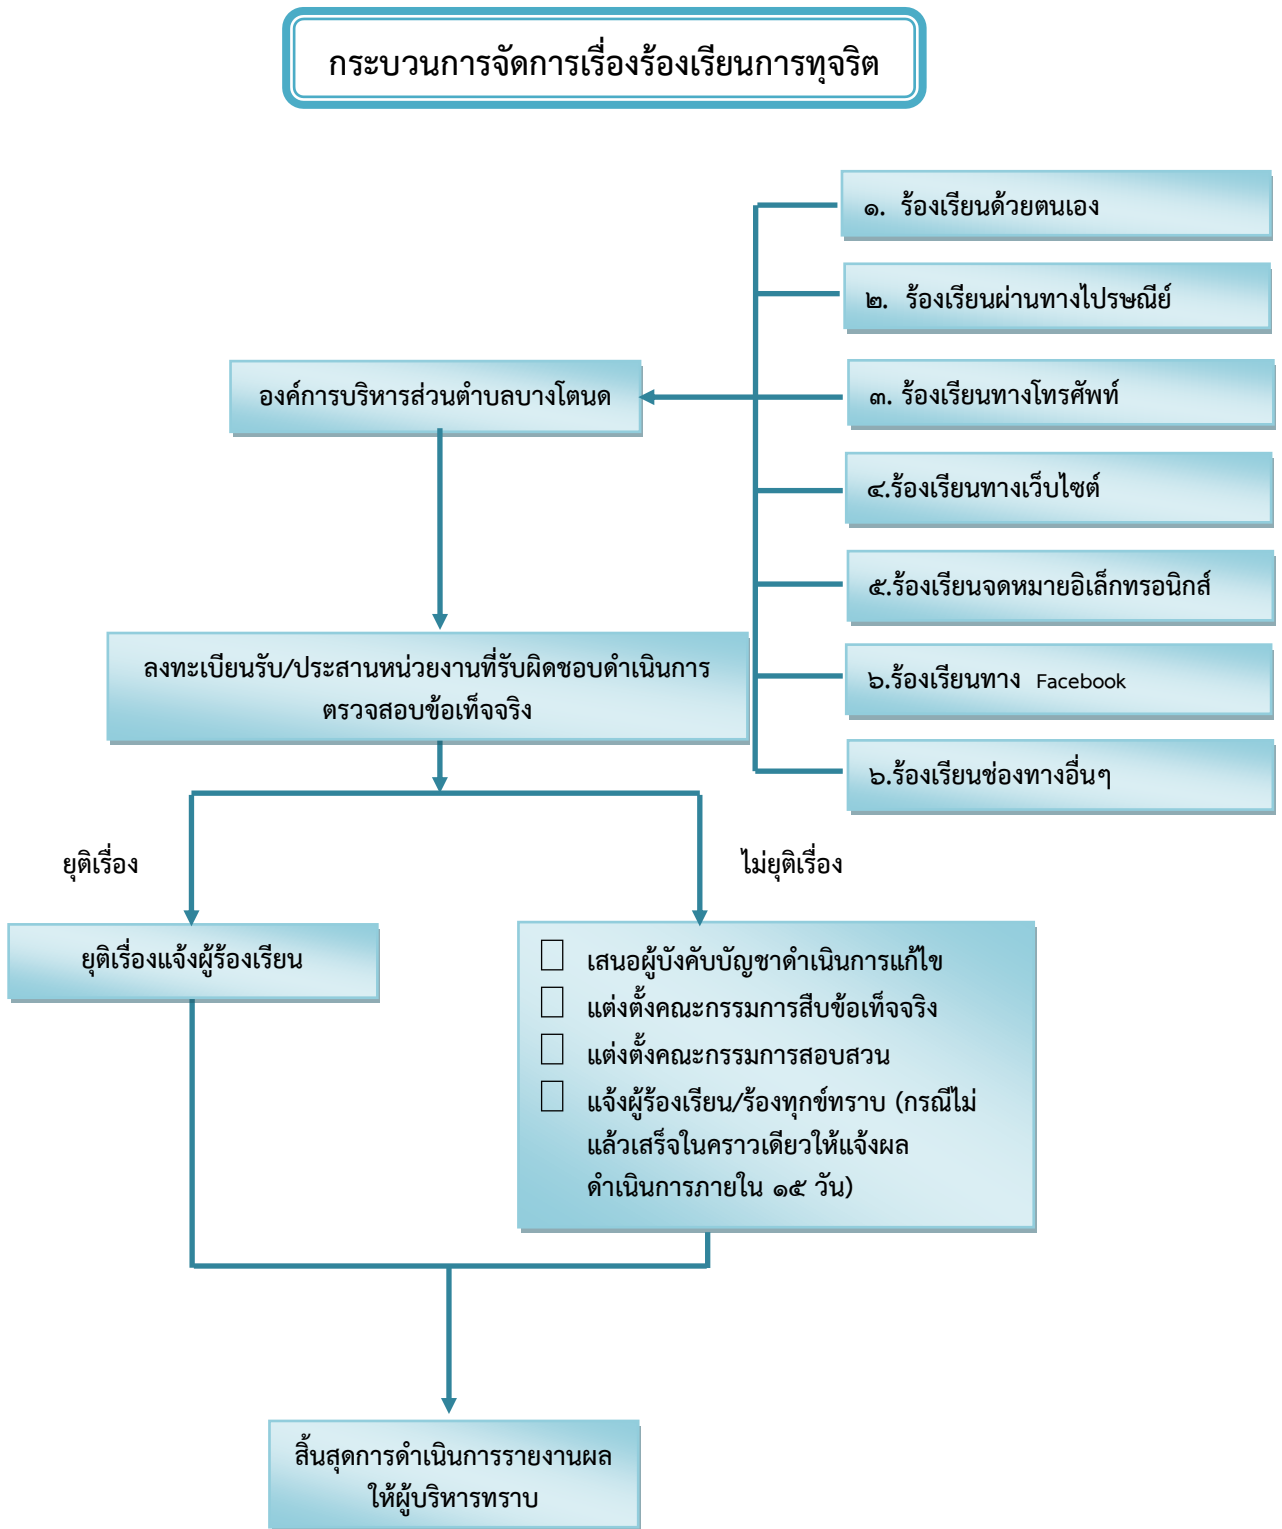 กระบวนการจัดการเรื่องร้องเรียนการทุจริต
๑. ร้องเรียนด้วยตนเอง
๒. ร้องเรียนผ่านทางไปรษณีย์
๓. ร้องเรียนทางโทรศัพท์
๔.ร้องเรียนทางเว็บไซต์
๕.ร้องเรียนจดหมายอิเล็กทรอนิกส์
๖.ร้องเรียนทาง Facebook
๖.ร้องเรียนช่องทางอื่นๆ
องค์การบริหารส่วนตำบลบางโตนด
ลงทะเบียนรับ/ประสานหน่วยงานที่รับผิดชอบดำเนินการ
ตรวจสอบข้อเท็จจริง
ยุติเรื่อง
ไม่ยุติเรื่อง
ยุติเรื่องแจ้งผู้ร้องเรียน
เสนอผู้บังคับบัญชาดำเนินการแก้ไข
แต่งตั้งคณะกรรมการสืบข้อเท็จจริง
แต่งตั้งคณะกรรมการสอบสวน
แจ้งผู้ร้องเรียน/ร้องทุกข์ทราบ (กรณีไม่
แล้วเสร็จในคราวเดียวให้แจ้งผล
ดำเนินการภายใน ๑๕ วัน)
สิ้นสุดการดำเนินการรายงานผล
ให้ผู้บริหารทราบ